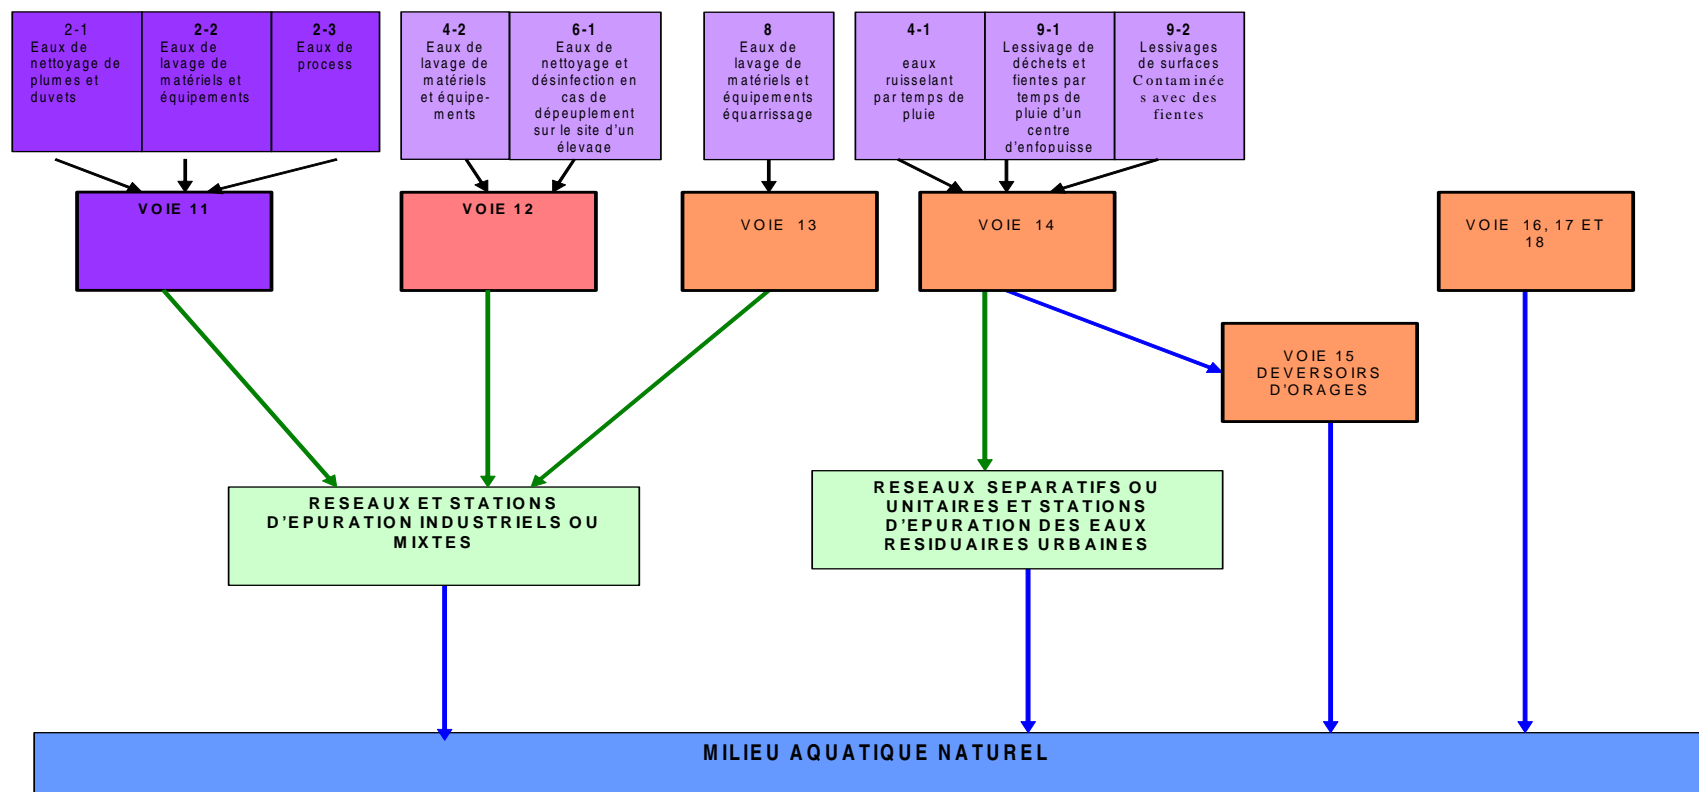 2-1
Eaux de
nettoyage de
plumes et
duvets
2-2
Eaux de
lavage de
matériels et
équipements
2-3
Eaux de
process
4-2
Eaux de
lavage de
matériels
et équipe-
ments
6-1
Eaux de
nettoyage et
désinfection en
cas de
dépeuplement
sur le site d'un
élevage
8
Eaux de
lavage de
matériels et
équipements
équarrissage
4-1
eaux
ruisselant
par temps de
pluie
9-1
Lessivage de
déchets et
fientes par
temps de
pluie d'un
centre
d'enfopuisse
9-2
Lessivages
de surfaces
Contaminée
s avec des
fientes
VOIE 11
VOIE 12
VOIE 13
VOIE 14
VOIE 16, 17 ET
18
VOIE 15
DEVERSOIRS
D'ORAGES
RESEAUX ET STATIONS
D'EPURATION INDUSTRIELS OU
MIXTES
RESEAUX SEPARATIFS OU
UNITAIRES ET STATIONS
D'EPURATION DES EAUX
RESIDUAIRES URBAINES
MILIEU AQUATIQUE NATUREL